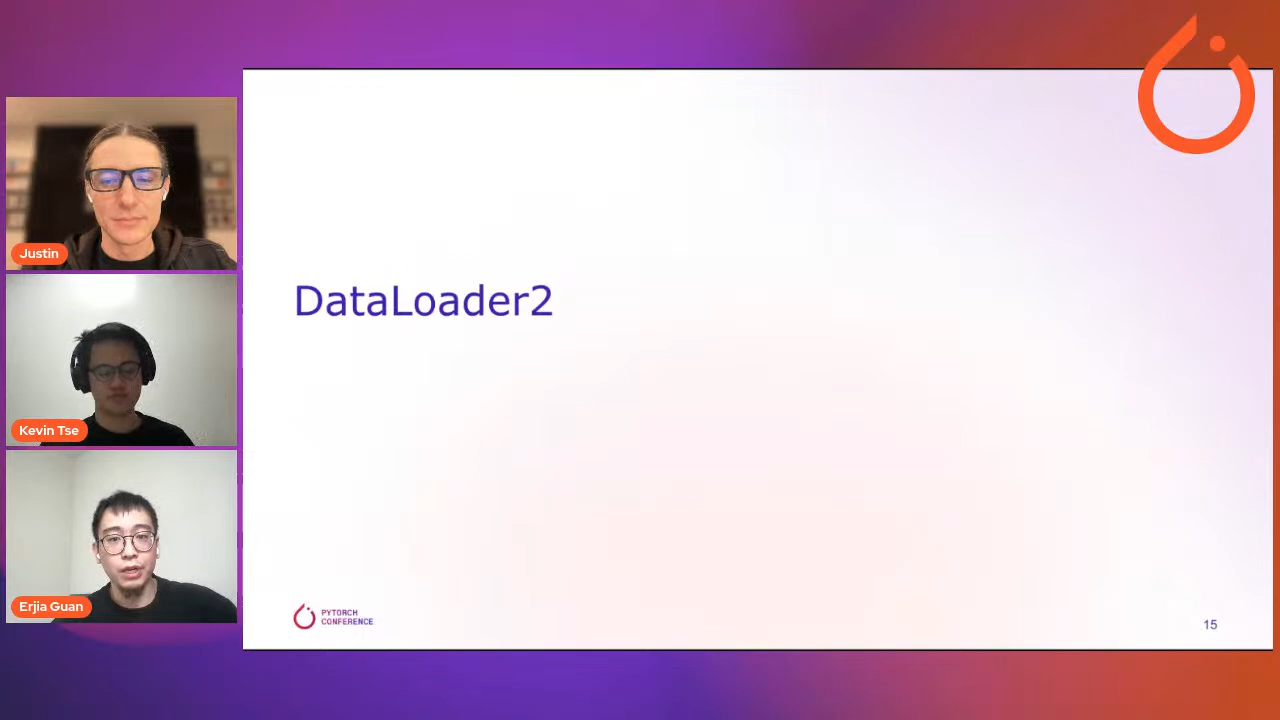 Justin
Kevin Tse
Erjia Guan
DataLoader2
PYTORCH
CONFERENCE
15